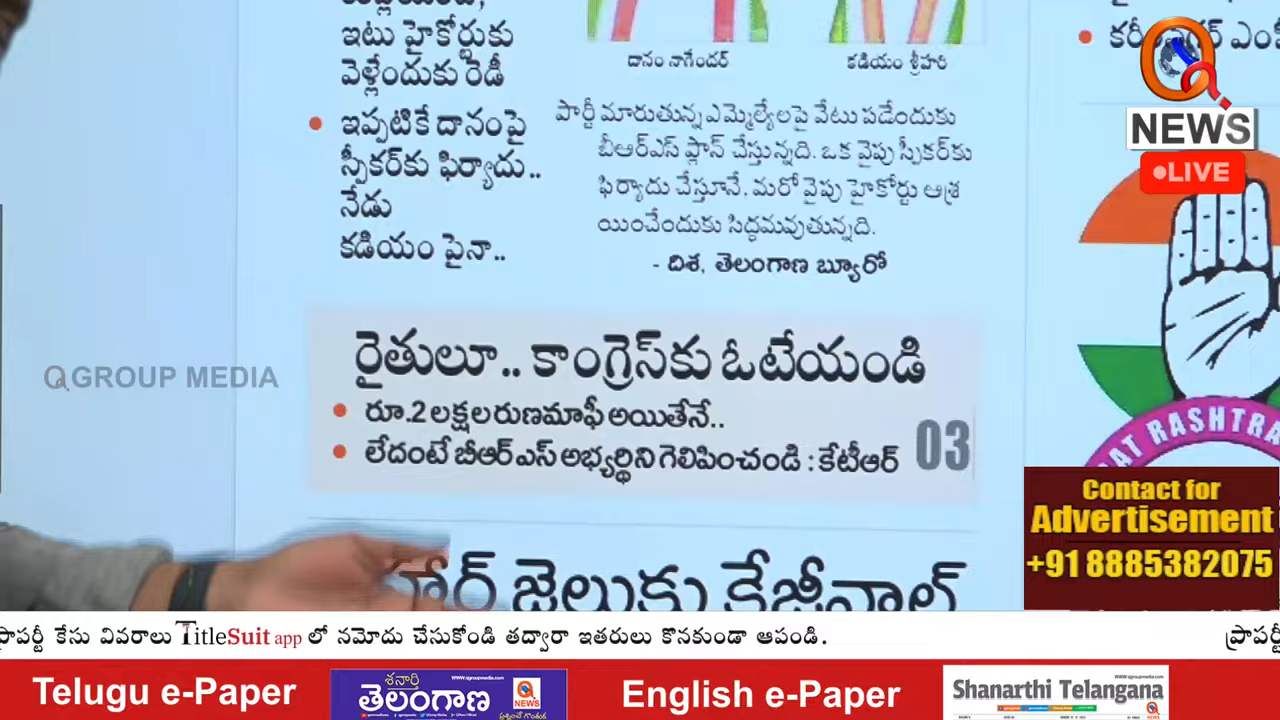 ఇటు హైకోర్టుకు
వెళ్లేందుకు రెడీ
• ఇప్పటికే దానంపై
స్పీకర్‌కు ఫిర్యాదు..
నేడు
కడియం పైనా..
దానం నాగేందర్
కడియం శ్రీహరి
పార్టీ మారుతున్న ఎమ్మెల్యేలపై వేటు పడేందుకు
బీఆర్ఎస్ ప్లాన్ చేస్తున్నది. ఒక వైపు స్పీకర్‌కు
ఫిర్యాదు చేస్తూనే, మరో వైపు హైకోర్టు ఆశ్ర
యించేందుకు సిద్ధమవుతున్నది.
- దిశ, తెలంగాణ బ్యూరో
రైతులూ.. కాంగ్రెస్‌కు ఓటేయండి
• రూ.2 లక్షల రుణమాఫీ అయితేనే..
• లేదంటే బీఆర్ఎస్ అభ్యర్థిని గెలిపించండి : కేటీఆర్
03
జైలుకు కేజ్రీవాల్
GROUP MEDIA
Q
NEWS
LIVE
RASHTRA
Contact for
Advertisement
+91 8885382075
ప్రాపర్టీ కేసు వివరాలు TitleSuit app లో నమోదు చేసుకోండి తద్వారా ఇతరులు కొనకుండా ఆపండి.
Telugu e-Paper
శనార్తి
తెలంగాణ
NEWS
English e-Paper
Shanarthi Telangana